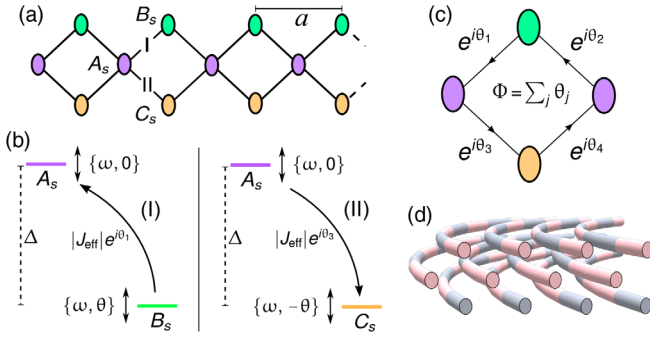 (a)
B_s
a
I
A_s
II
C_s
(b)
{ω, 0}
A_s
(I)
Δ
|J_eff|e^{iθ_1}
{ω, θ}
B_s
{ω, 0}
A_s
(II)
Δ
|J_eff|e^{iθ_3}
{ω, −θ}
C_s
(c)
e^{iθ_1}
e^{iθ_2}
Φ = ∑_j θ_j
e^{iθ_3}
e^{iθ_4}
(d)